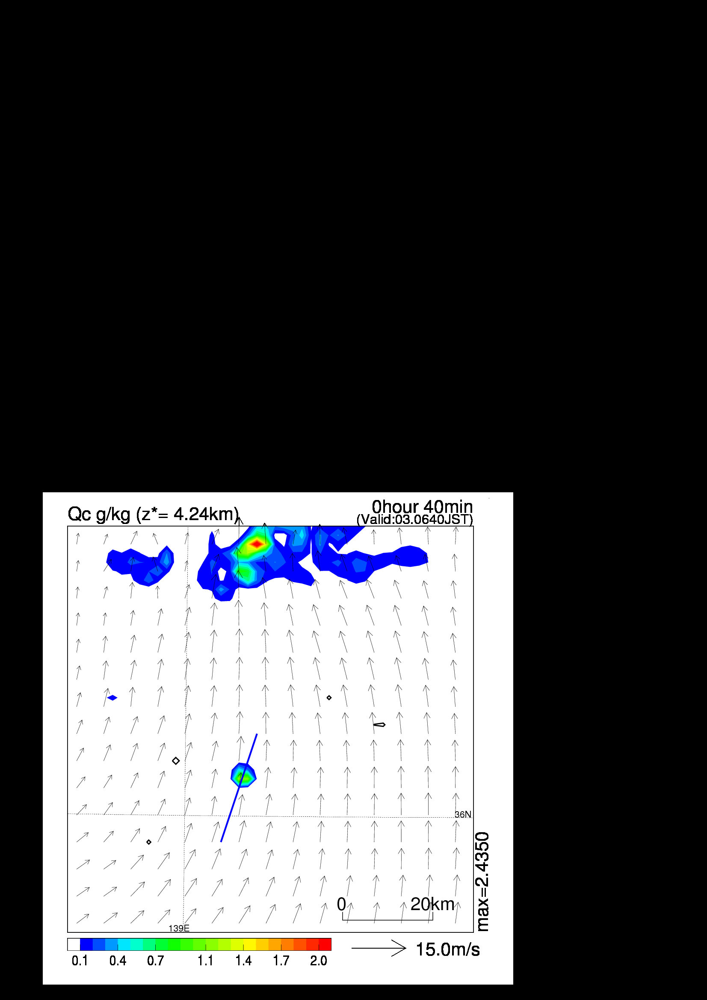 0hour 40min
Qc g/kg (z*= 4.24km)
(Valid:03.0640JST)
36N
max=2.4350
0 20km
139E
15.0m/s
0.1 0.4 0.7 1.1 1.4 1.7 2.0